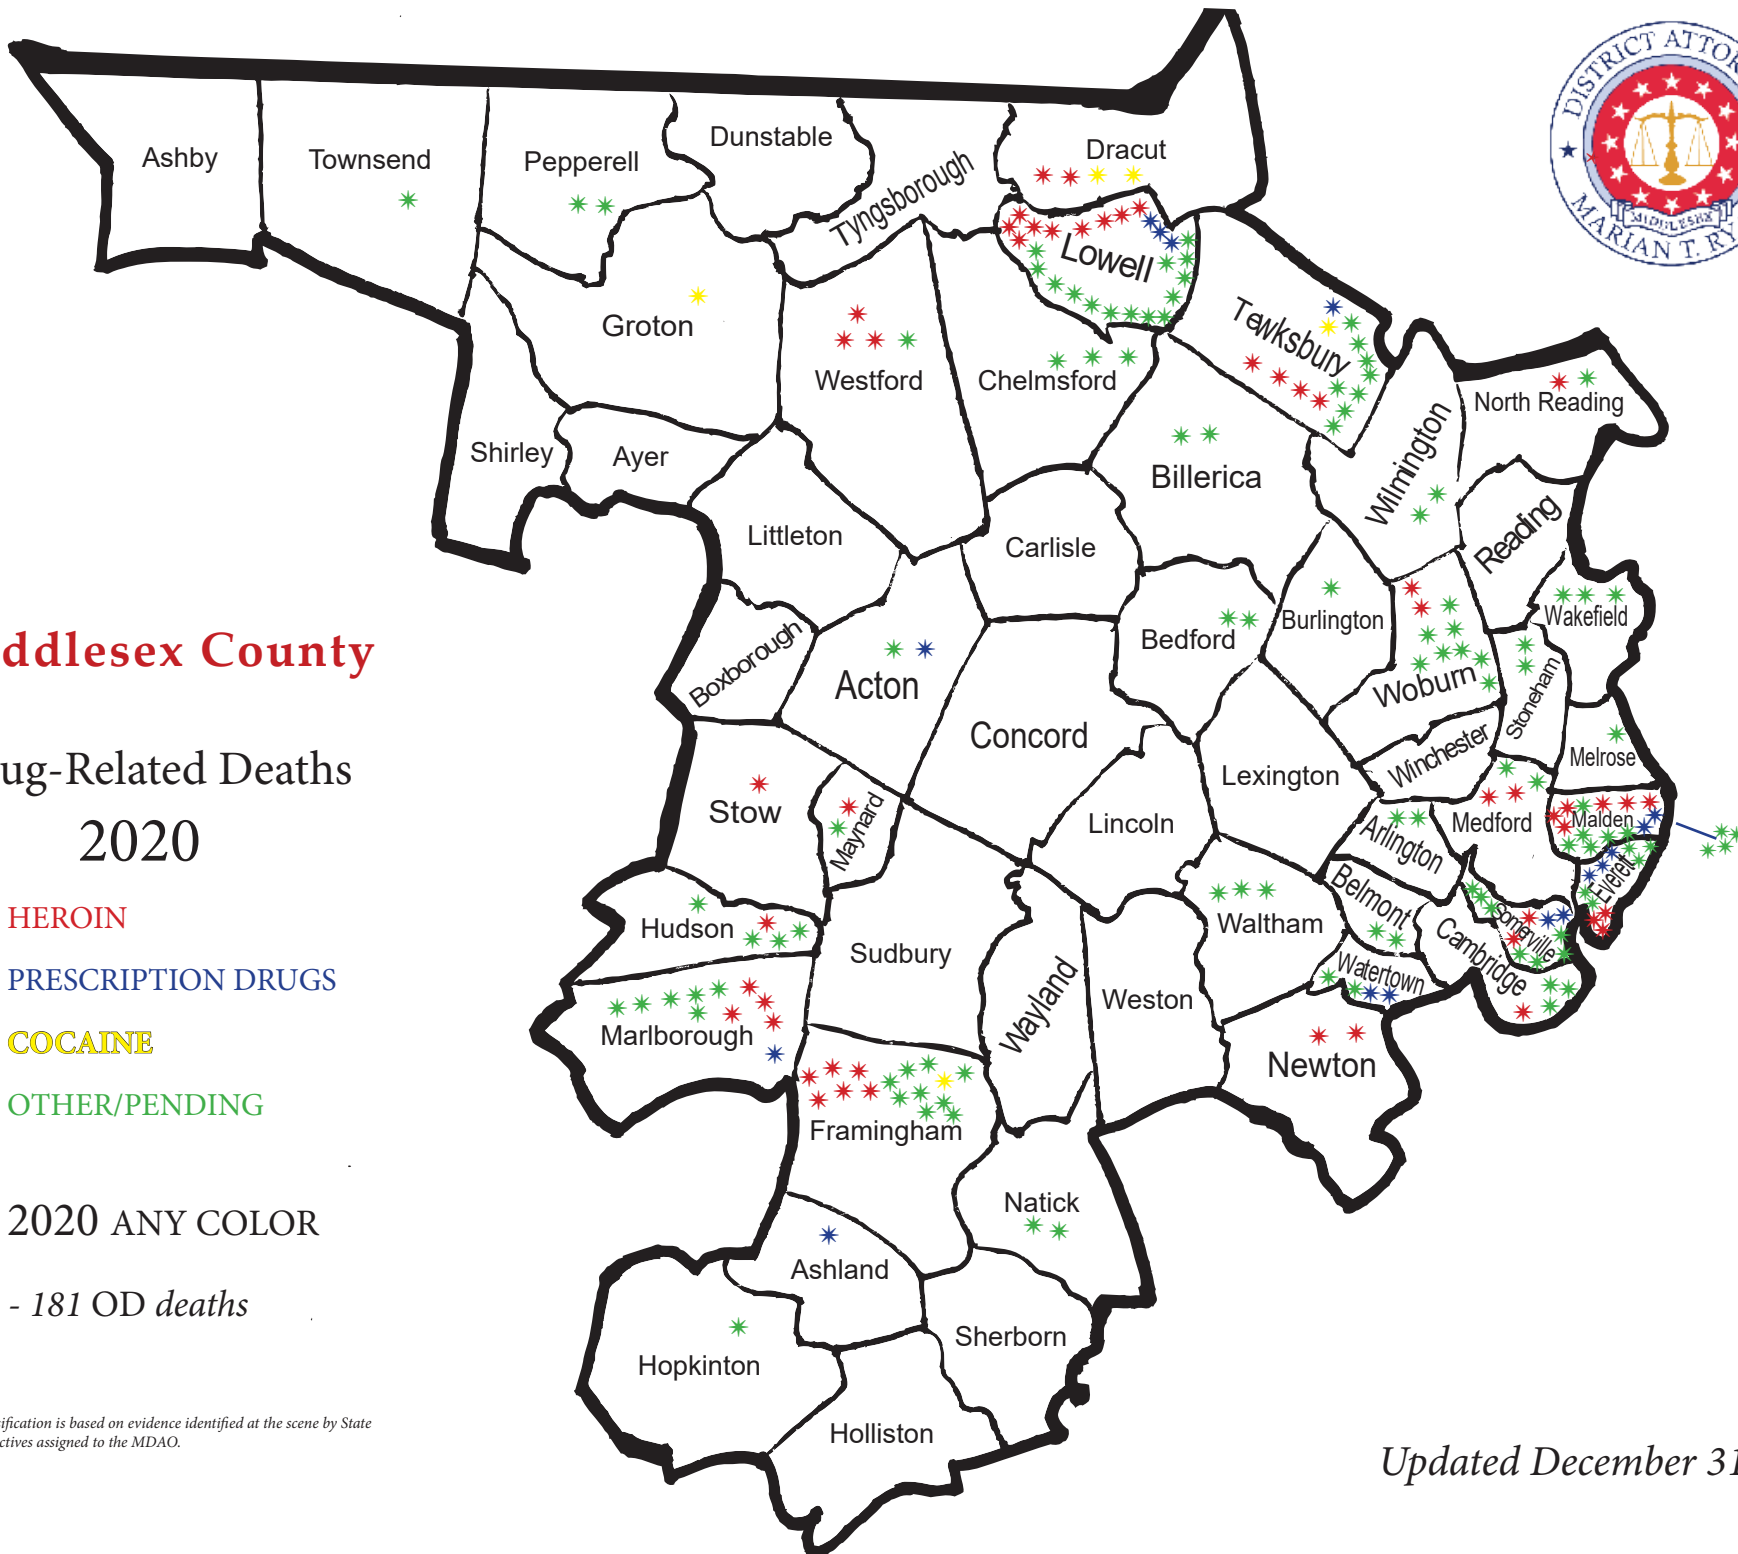 DISTRICT ATTOR
MIDDLESEX
MARIAN T. RY
Ashby
Townsend
Pepperell
Dunstable
Tyngsborough
Dracut
Lowell
Tewksbury
Groton
Westford
Chelmsford
North Reading
Wilmington
Billerica
Shirley
Ayer
Littleton
Carlisle
Reading
Wakefield
Burlington
Bedford
Boxborough
Acton
Woburn
Stoneham
Concord
Winchester
Melrose
Lexington
Stow
Maynard
Lincoln
Arlington
Medford
Malden
Everett
Belmont
Hudson
Waltham
Somerville
Cambridge
Sudbury
Watertown
Wayland
Weston
Marlborough
Newton
Framingham
Natick
Ashland
Sherborn
Hopkinton
Holliston
ddlesex County
ug-Related Deaths
2020
HEROIN
PRESCRIPTION DRUGS
COCAINE
OTHER/PENDING
2020 ANY COLOR
- 181 OD deaths
ification is based on evidence identified at the scene by State
ctives assigned to the MDAO.
Updated December 31